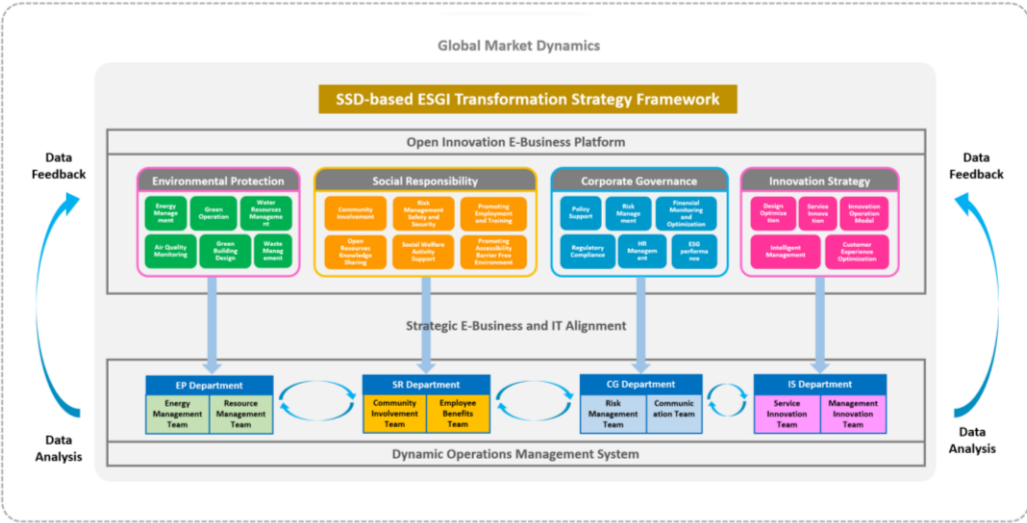 Global Market Dynamics
SSD-based ESGI Transformation Strategy Framework
Open Innovation E-Business Platform
Data
Feedback
Data
Feedback
Environmental Protection
Energy
Manage
ment
Green
Operation
Water
Resources
Manageme
nt
Air Quality
Monitoring
Green
Building
Design
Waste
Manag
ement
Social Responsibility
Community
Involvement
Risk
Management
Safety and
Security
Promoting
Employment
and Training
Open
Resources
Knowledge
Sharing
Social Welfare
Activity
Support
Promoting
Accessibility
Barrier Free
Environment
Corporate Governance
Policy
Support
Risk
Manage
ment
Financial
Monitoring and
Optimization
Regulatory
Compliance
HR
Manage
ment
ESG
performa
nce
Innovation Strategy
Design
Optimiza
tion
Service
Innova
tion
Innovation
Operation
Model
Intelligent
Management
Customer
Experience
Optimization
Strategic E-Business and IT Alignment
EP Department
Energy
Management
Team
Resource
Management
Team
SR Department
Community
Involvement
Team
Employee
Benefits
Team
CG Department
Risk
Management
Team
Communic
ation Team
IS Department
Service
Innovation
Team
Management
Innovation
Team
Data
Analysis
Data
Analysis
Dynamic Operations Management System